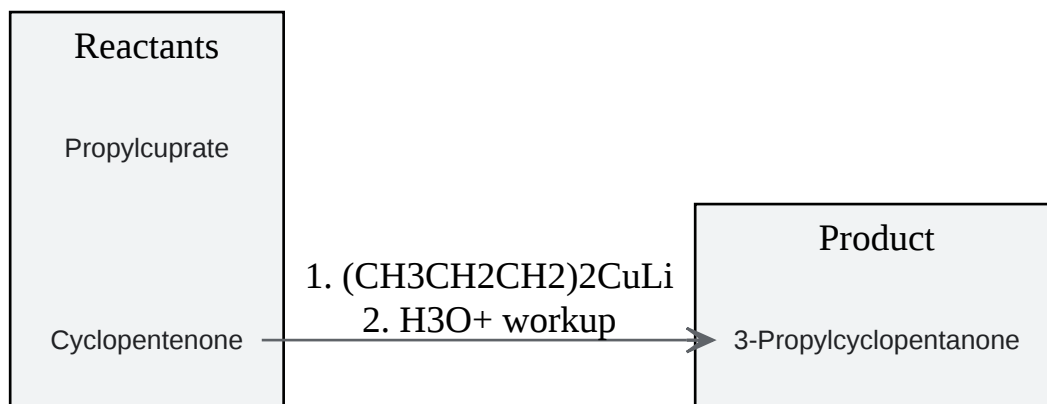 Reactants
Propylcuprate
Cyclopentenone
1. (CH3CH2CH2)2CuLi
2. H3O+ workup
Product
3-Propylcyclopentanone